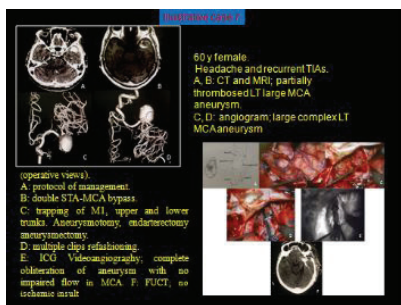 Illustrative case 7.
A
B
C
D
60 y female.
Headache and recurrent TIAs.
A, B: CT and MRI; partially
thrombosed LT large MCA
aneurysm.
C, D: angiogram; large complex LT
MCA aneurysm
(operative views).
A: protocol of management.
B: double STA-MCA bypass.
C: trapping of M1, upper and lower
trunks. Aneurysmotomy, endarterectomy
aneurysmectomy.
D: multiple clips refashioning.
E: ICG Videoangiography; complete
obliteration of aneurysm with no
impaired flow in MCA. F: FUCT; no
ischemic insult